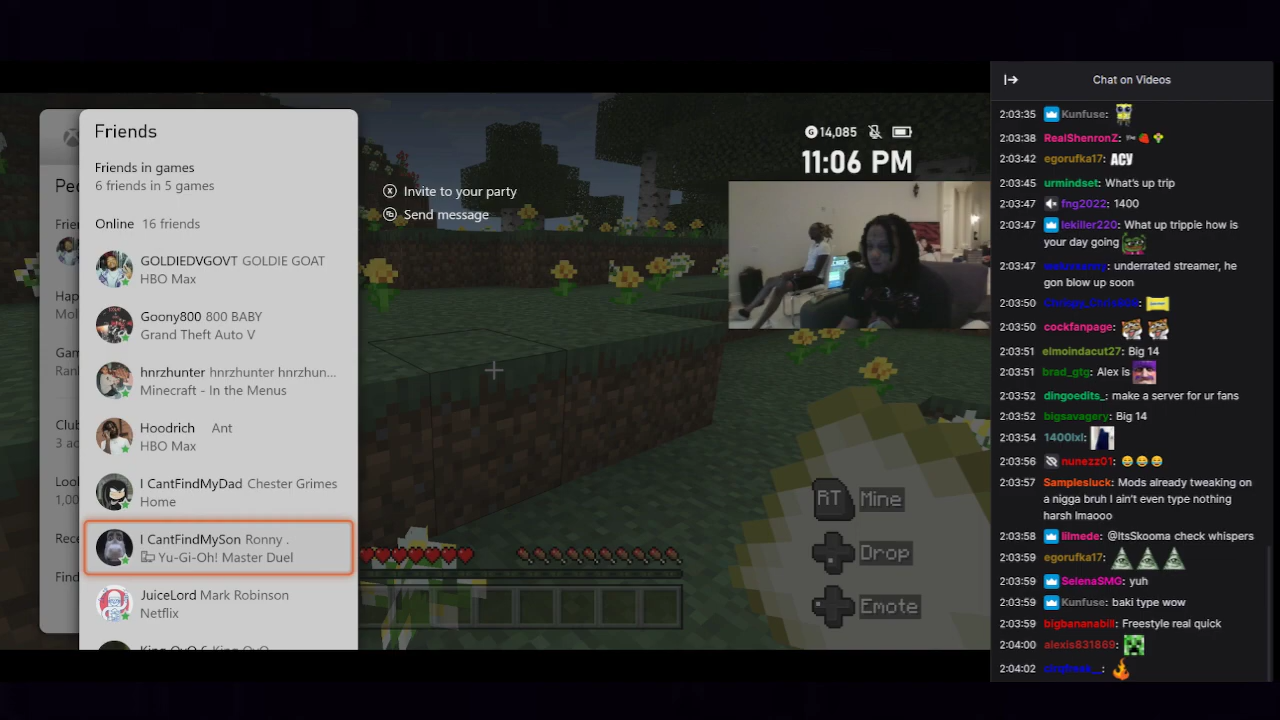 Friends
Friends in games
6 friends in 5 games
Online 16 friends
GOLDIEDVGOVT GOLDIE GOAT
HBO Max
Goony800 800 BABY
Grand Theft Auto V
hnrzhunter hnrzhunter hnrzhun...
Minecraft - In the Menus
Hoodrich Ant
HBO Max
I CantFindMyDad Chester Grimes
Home
I CantFindMySon Ronny .
Yu-Gi-Oh! Master Duel
JuiceLord Mark Robinson
Netflix
X Invite to your party
Send message
G 14,085
11:06 PM
RT Mine
Drop
Emote
Chat on Videos
2:03:35 Kunfuse:
2:03:38 RealShenronZ:
2:03:42 egorufka17: ACV
2:03:45 urmindset: What's up trip
2:03:47 fng2022: 1400
2:03:47 lekiller220: What up trippie how is
your day going
2:03:47 underrated streamer, he
gon blow up soon
2:03:50
2:03:50 cockfanpage:
2:03:51 elmoindacut27: Big 14
2:03:51 brad_gtg: Alex is
2:03:52 dingoedits_: make a server for ur fans
2:03:52 bigsavagery: Big 14
2:03:54 1400lxi:
2:03:56 nunezz01: 😂😂😂
2:03:57 Samplesluck: Mods already tweaking on
a nigga bruh I ain't even type nothing
harsh lmaooo
2:03:58 lilmede: @ItsSkooma check whispers
2:03:59 egorufka17:
2:03:59 SelenaSMG: yuh
2:03:59 Kunfuse: baki type wow
2:03:59 bigbananabill: Freestyle real quick
2:04:00 alexis831869:
2:04:02